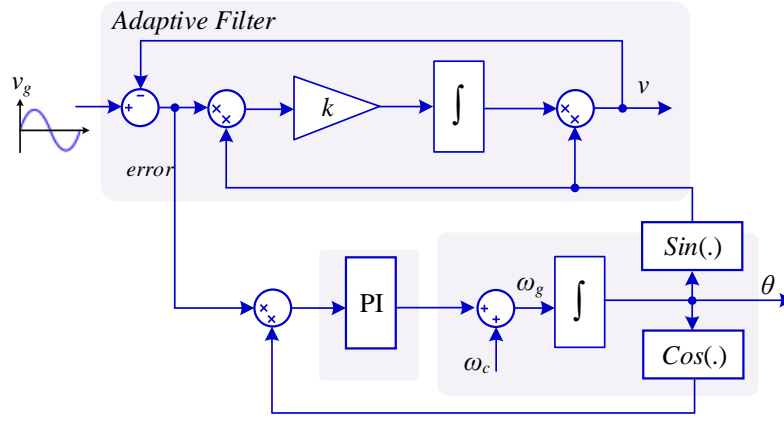 Adaptive Filter
v_g
k
∫
v
error
Sin(.)
PI
ω_g
∫
θ
ω_c
Cos(.)